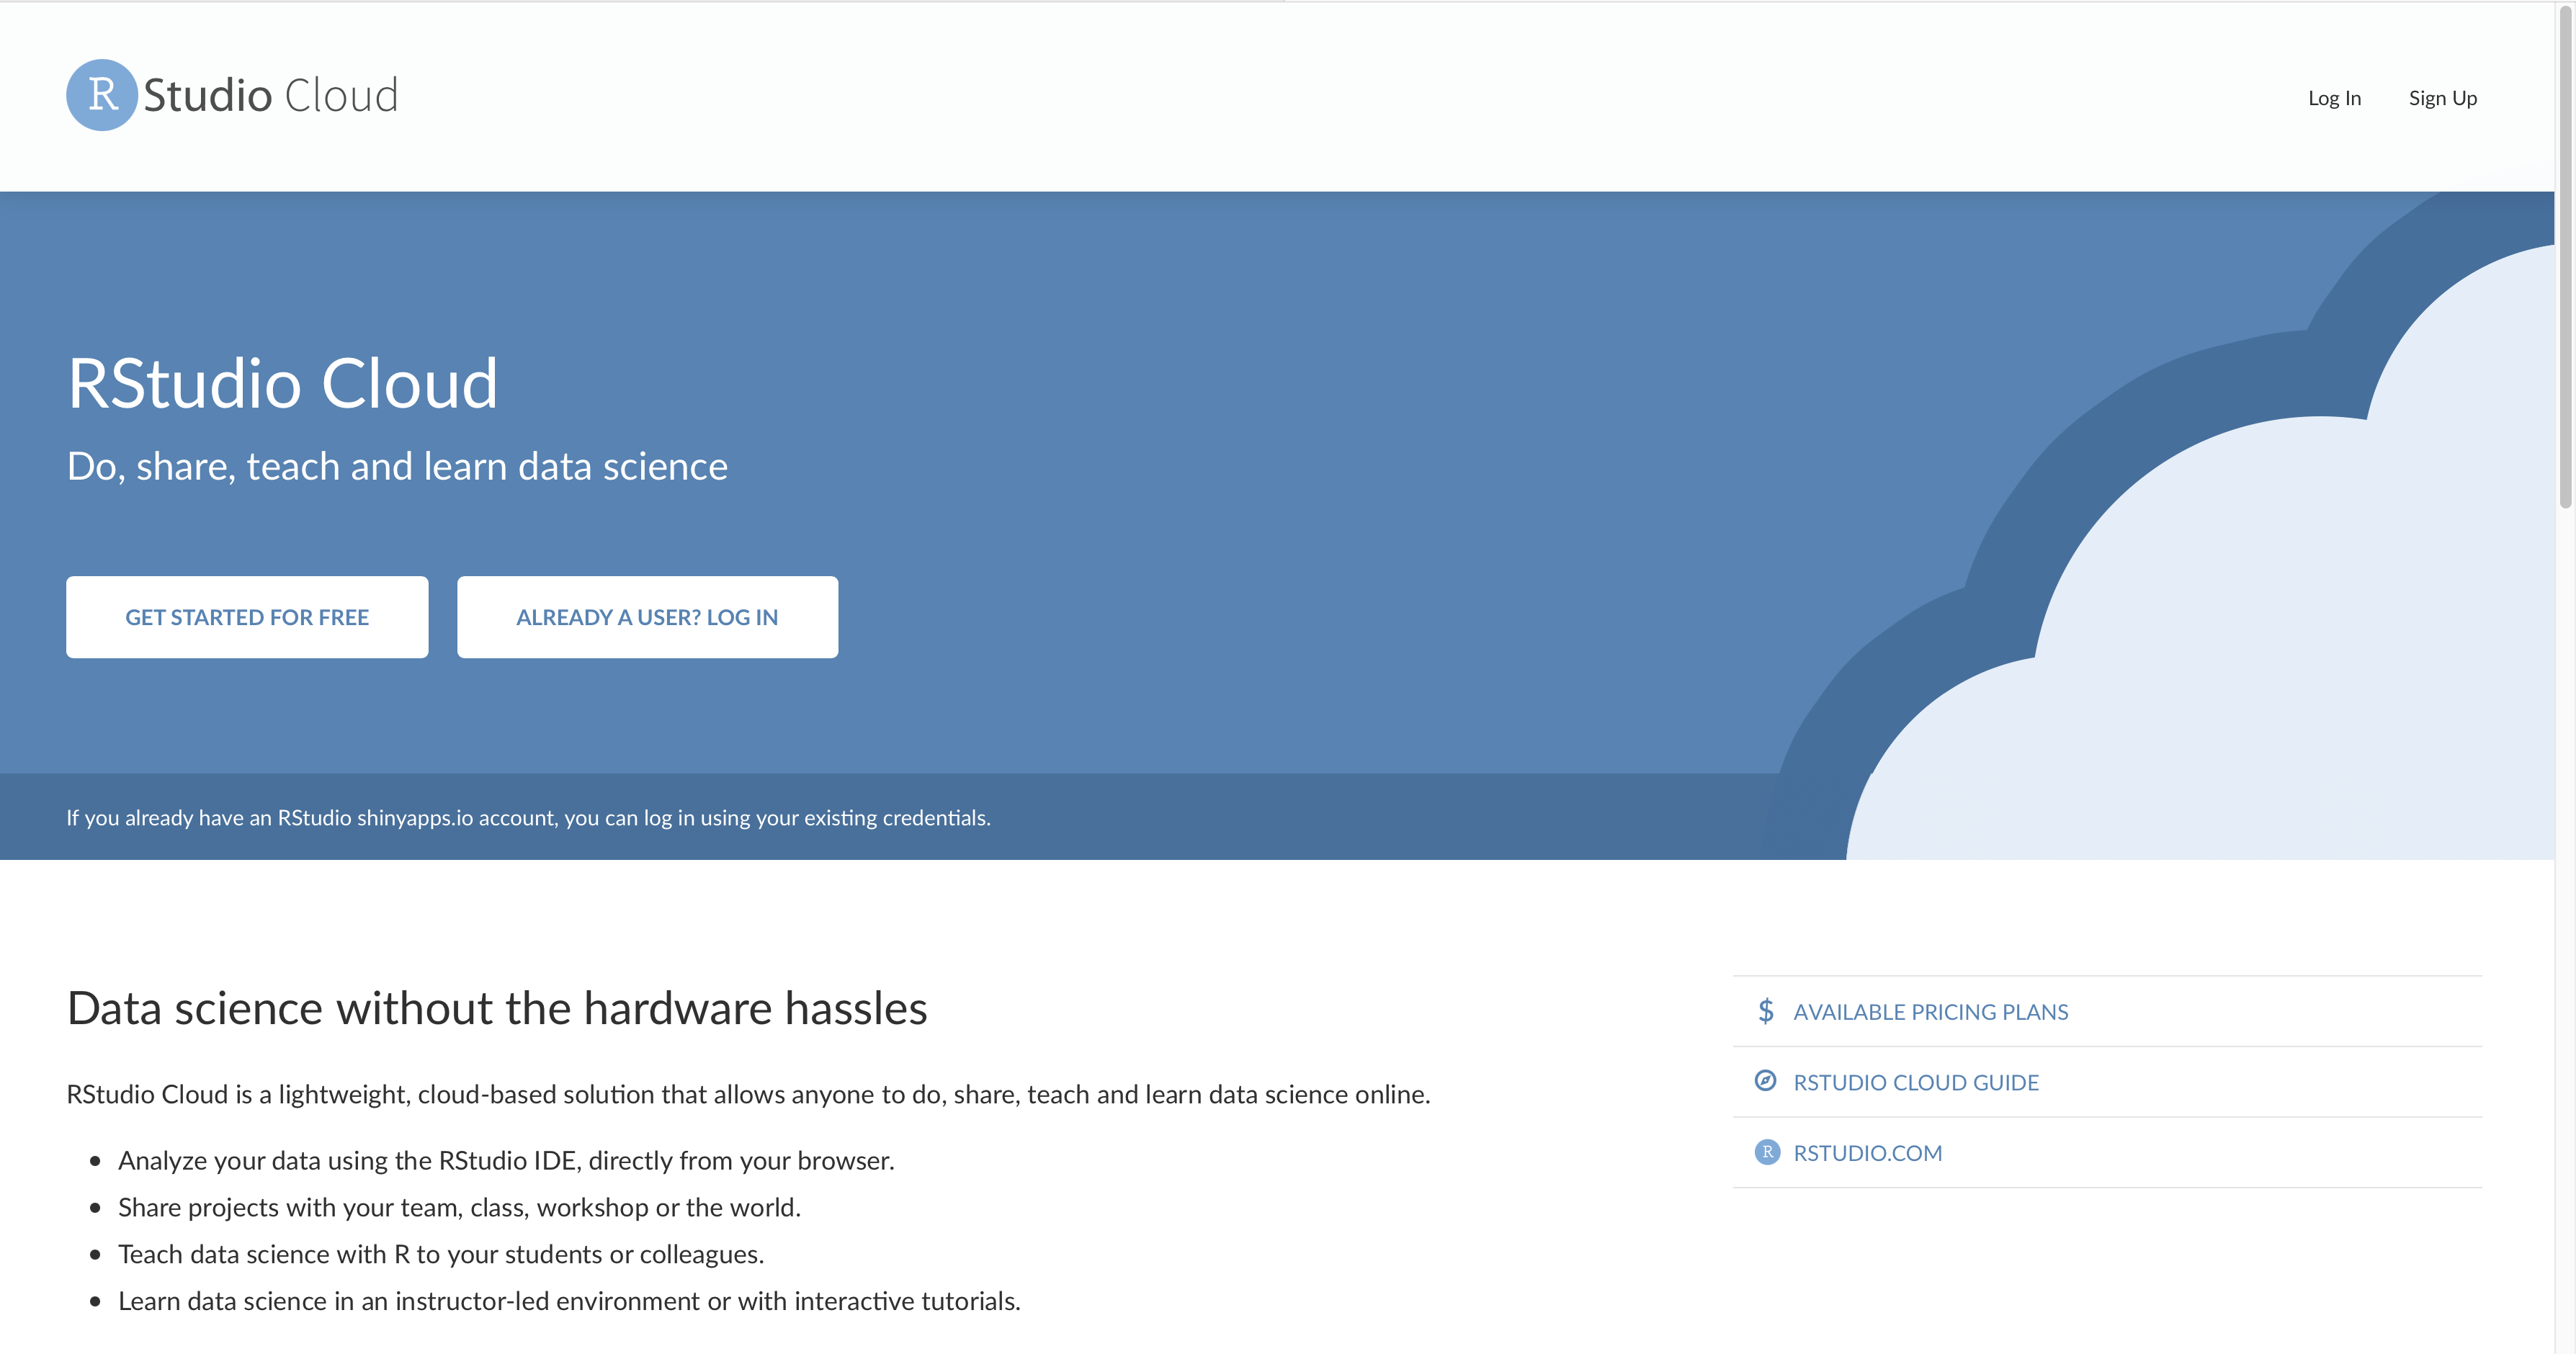 R Studio Cloud
Log In
Sign Up
RStudio Cloud
Do, share, teach and learn data science
GET STARTED FOR FREE
ALREADY A USER? LOG IN
If you already have an RStudio shinyapps.io account, you can log in using your existing credentials.
Data science without the hardware hassles
RStudio Cloud is a lightweight, cloud-based solution that allows anyone to do, share, teach and learn data science online.
• Analyze your data using the RStudio IDE, directly from your browser.
• Share projects with your team, class, workshop or the world.
• Teach data science with R to your students or colleagues.
• Learn data science in an instructor-led environment or with interactive tutorials.
$ AVAILABLE PRICING PLANS
RSTUDIO CLOUD GUIDE
R RSTUDIO.COM